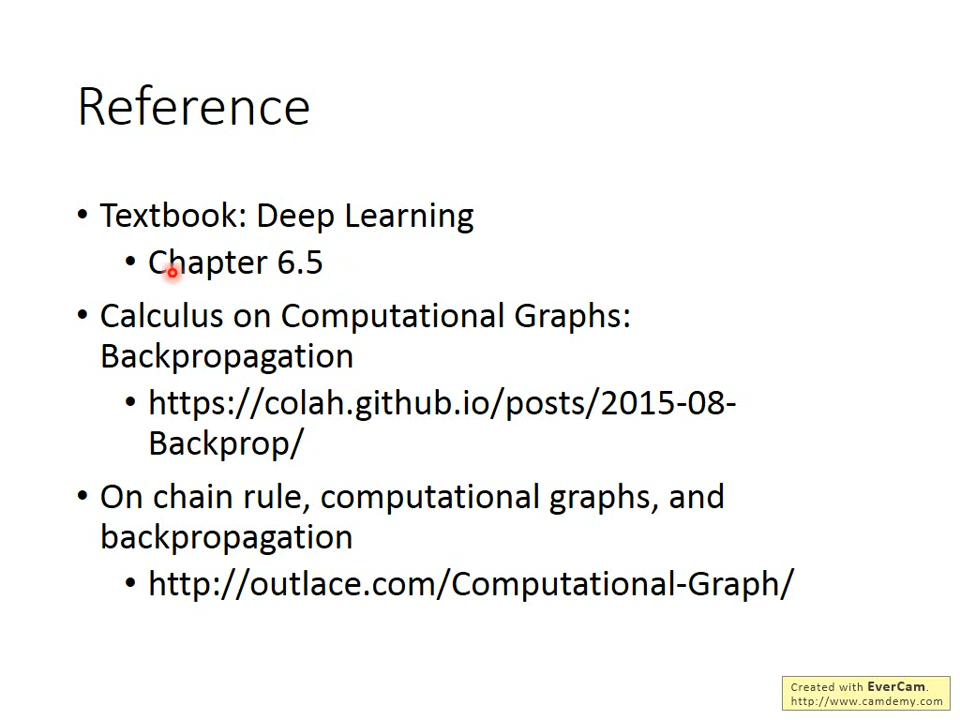 Reference
• Textbook: Deep Learning
• Chapter 6.5
• Calculus on Computational Graphs:
Backpropagation
• https://colah.github.io/posts/2015-08-
Backprop/
• On chain rule, computational graphs, and
backpropagation
• http://outlace.com/Computational-Graph/
Created with EverCam.
http://www.camdemy.com